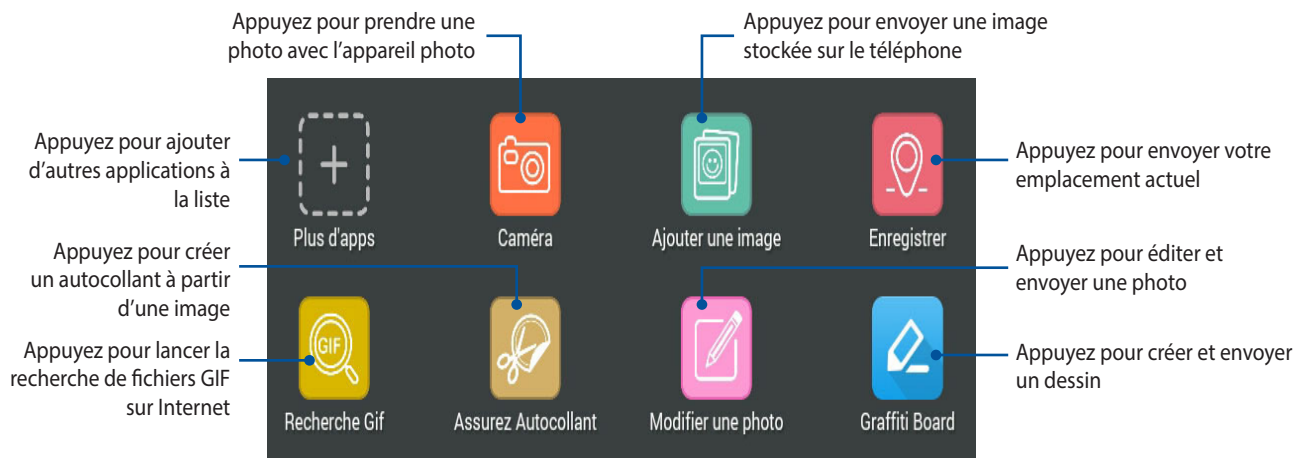 Appuyez pour prendre une
photo avec l'appareil photo
Appuyez pour envoyer une image
stockée sur le téléphone
Appuyez pour ajouter
d'autres applications à
la liste
Appuyez pour envoyer votre
emplacement actuel
Plus d'apps
Caméra
Ajouter une image
Enregistrer
Appuyez pour créer
un autocollant à partir
d'une image
Appuyez pour éditer et
envoyer une photo
Appuyez pour lancer la
recherche de fichiers GIF
sur Internet
GIF
Appuyez pour créer et envoyer
un dessin
Recherche Gif
Assurez Autocollant
Modifier une photo
Graffiti Board